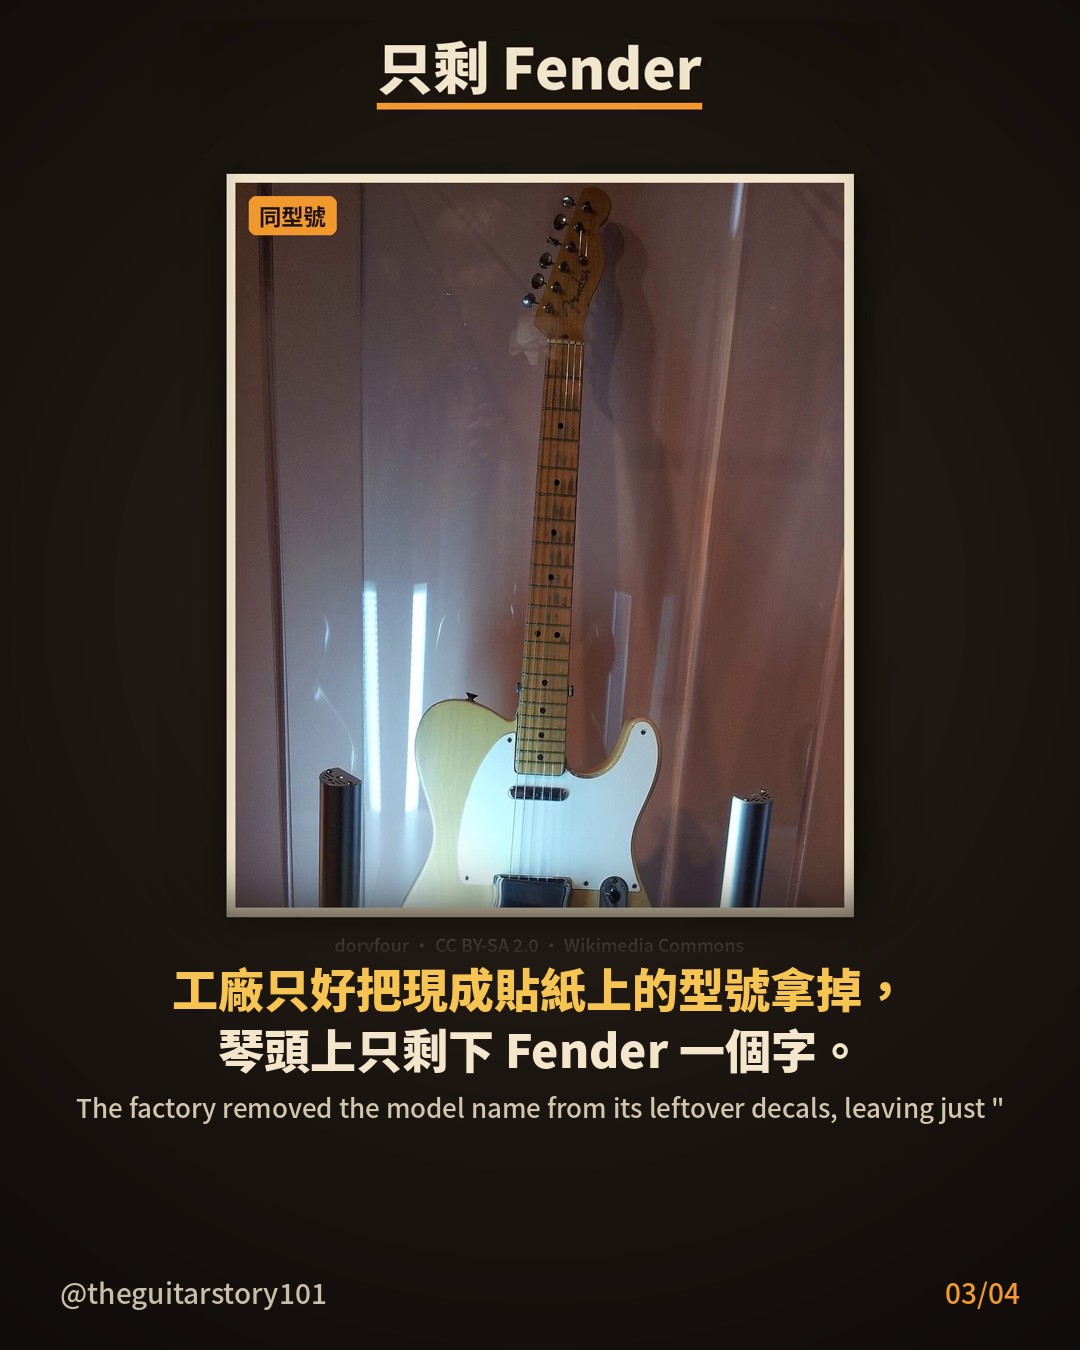 只剩 Fender
同型號
Fender
doryfour • CC BY-SA 2.0 • Wikimedia Commons
工廠只好把現成貼紙上的型號拿掉，
琴頭上只剩下 Fender 一個字。
The factory removed the model name from its leftover decals, leaving just "
@theguitarstory101
03/04